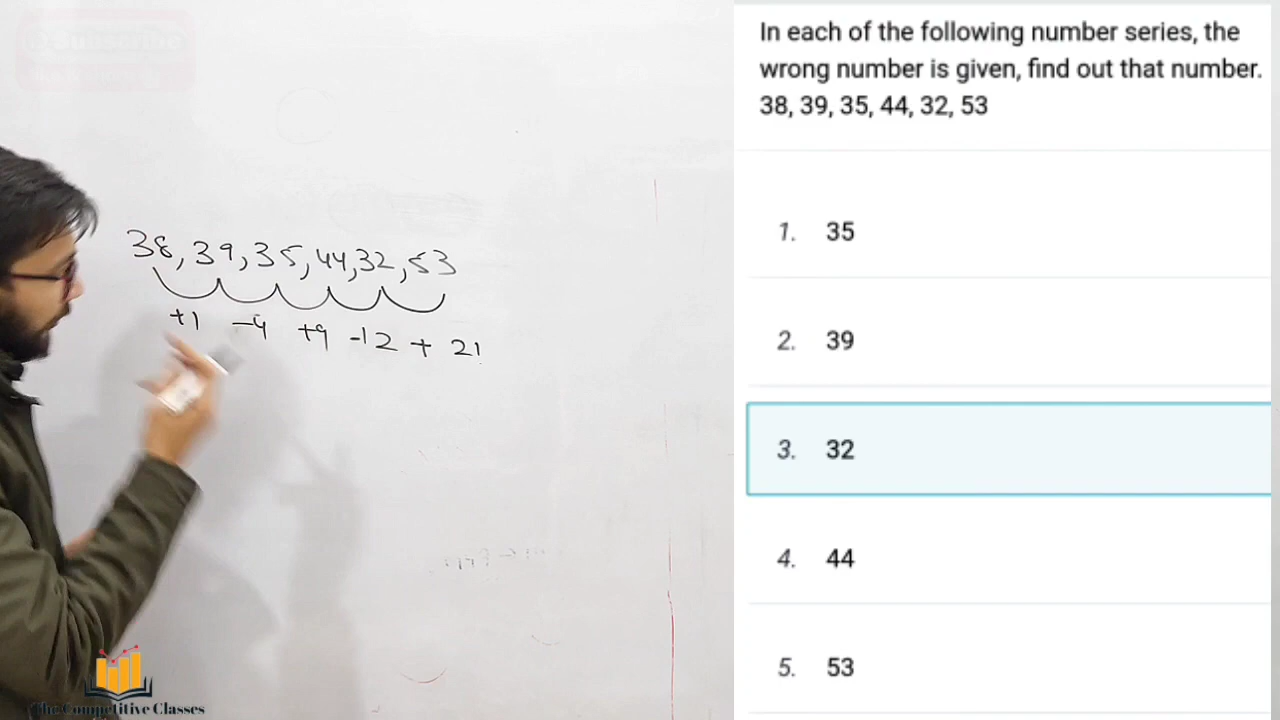 Subscribe
38, 39, 35, 44, 32, 53
+1 -4 +9 -12 + 21
The Competitive Classes
In each of the following number series, the
wrong number is given, find out that number.
38, 39, 35, 44, 32, 53
1. 35
2. 39
3. 32
4. 44
5. 53